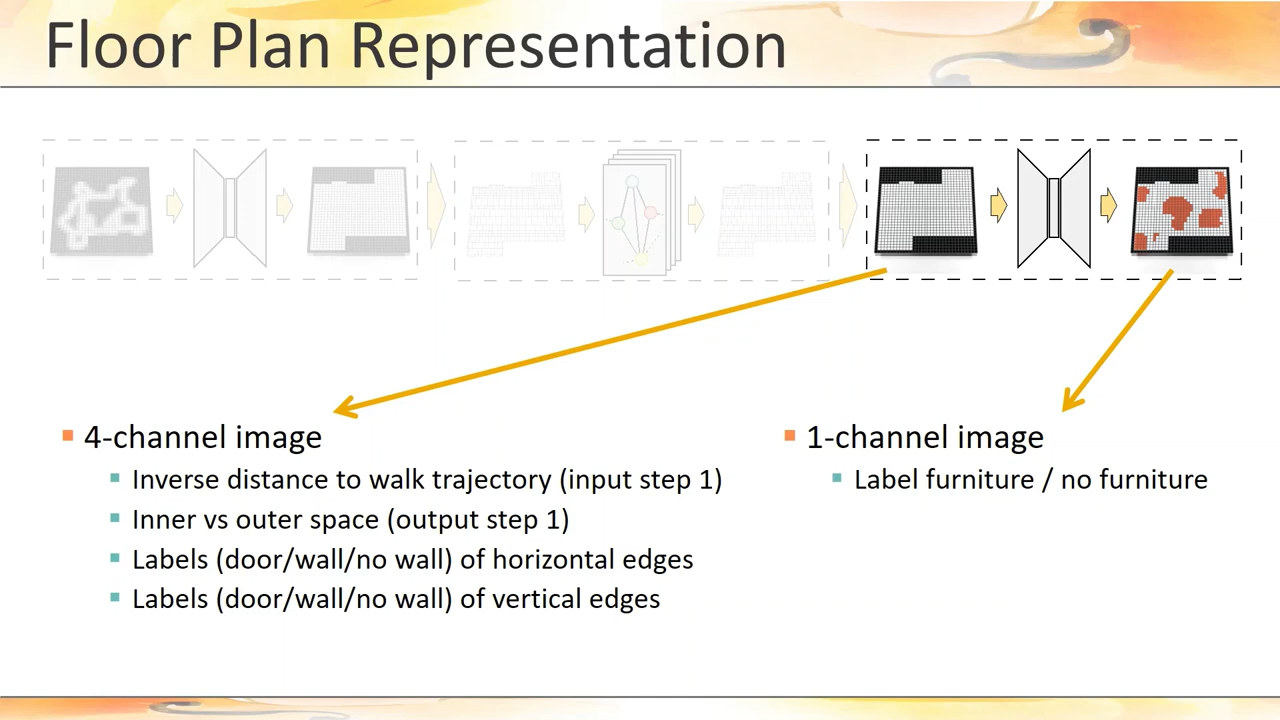 Floor Plan Representation
4-channel image
Inverse distance to walk trajectory (input step 1)
Inner vs outer space (output step 1)
Labels (door/wall/no wall) of horizontal edges
Labels (door/wall/no wall) of vertical edges
1-channel image
Label furniture / no furniture